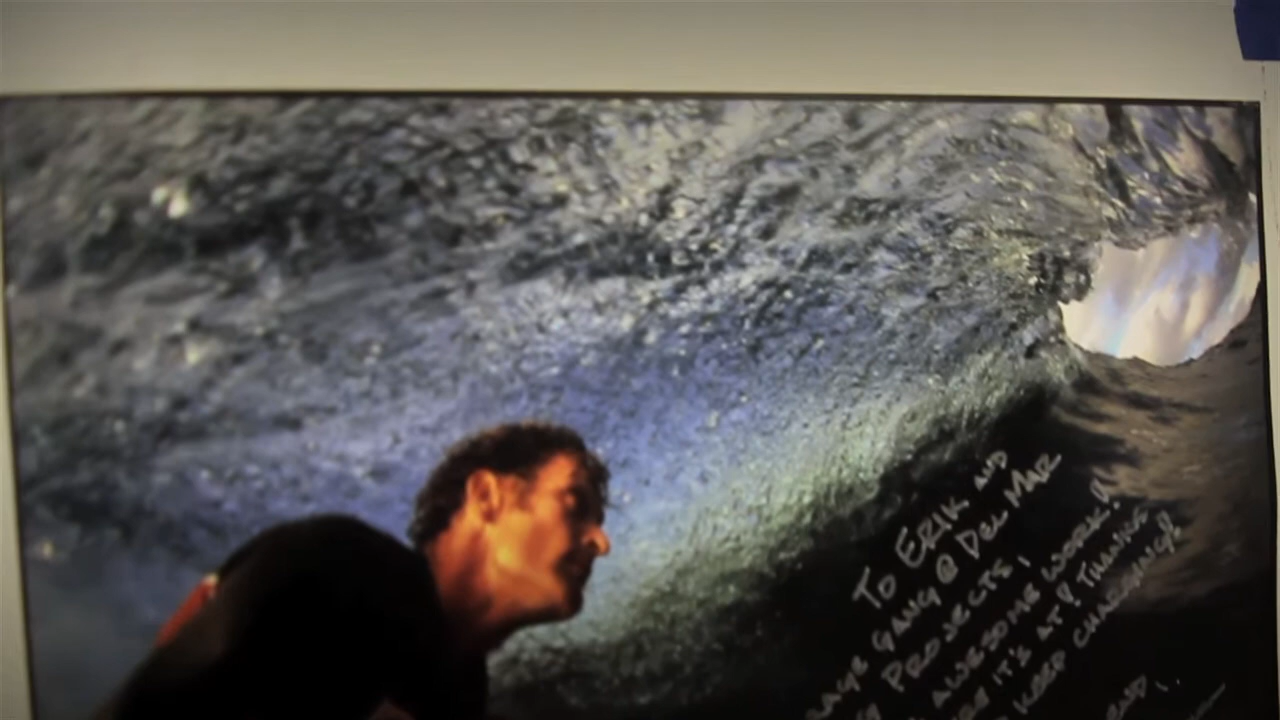 To ERIK AND
GANG @ DEL MAR
PROJECTS,
AWESOME WORK!
IT'S AT! THANKS
KEEP CHARGING!